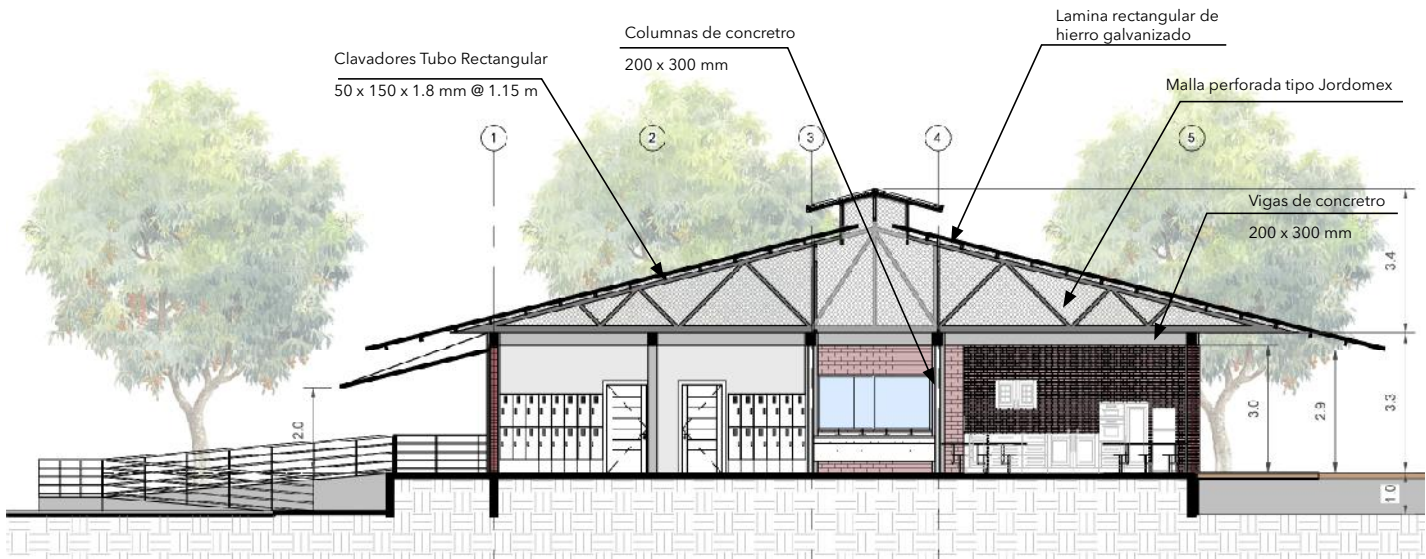 Lamina rectangular de
hierro galvanizado
Columnas de concretro
200 x 300 mm
Clavadores Tubo Rectangular
50 x 150 x 1.8 mm @ 1.15 m
Malla perforada tipo Jordomex
1
2
3
4
5
Vigas de concretro
200 x 300 mm
3.4
2.0
3.0
2.9
3.3
1.0